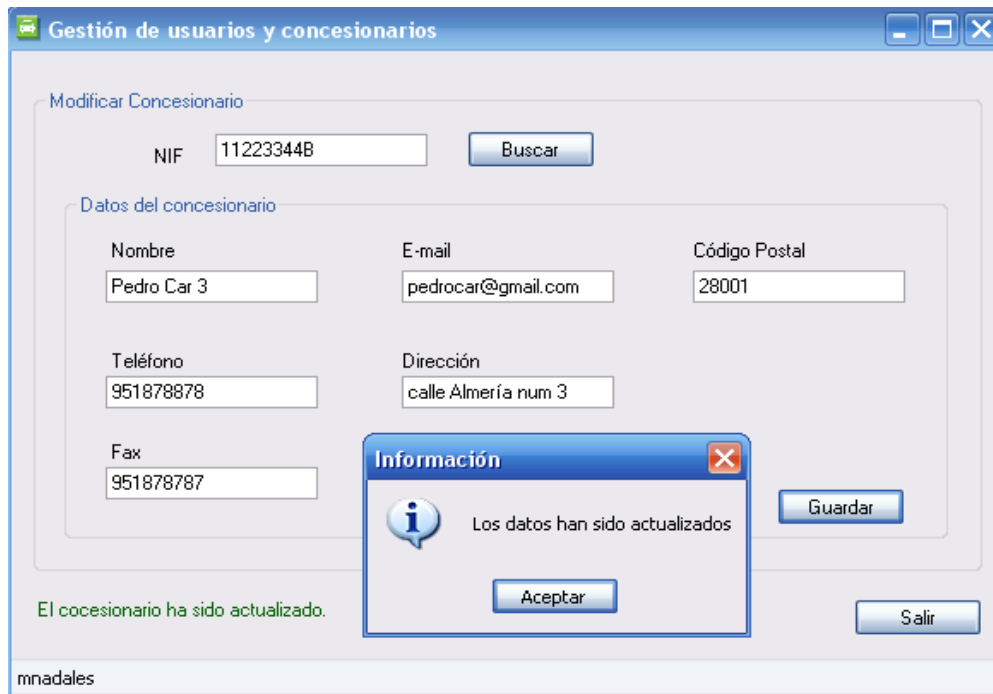 Gestión de usuarios y concesionarios
Modificar Concesionario
NIF 11223344B Buscar
Datos del concesionario
Nombre E-mail Código Postal
Pedro Car 3 pedrocar@gmail.com 28001
Teléfono Dirección
951878878 calle Almería num 3
Fax
951878787
Información
Los datos han sido actualizados
Aceptar
Guardar
El cocesionario ha sido actualizado.
Salir
mnadales